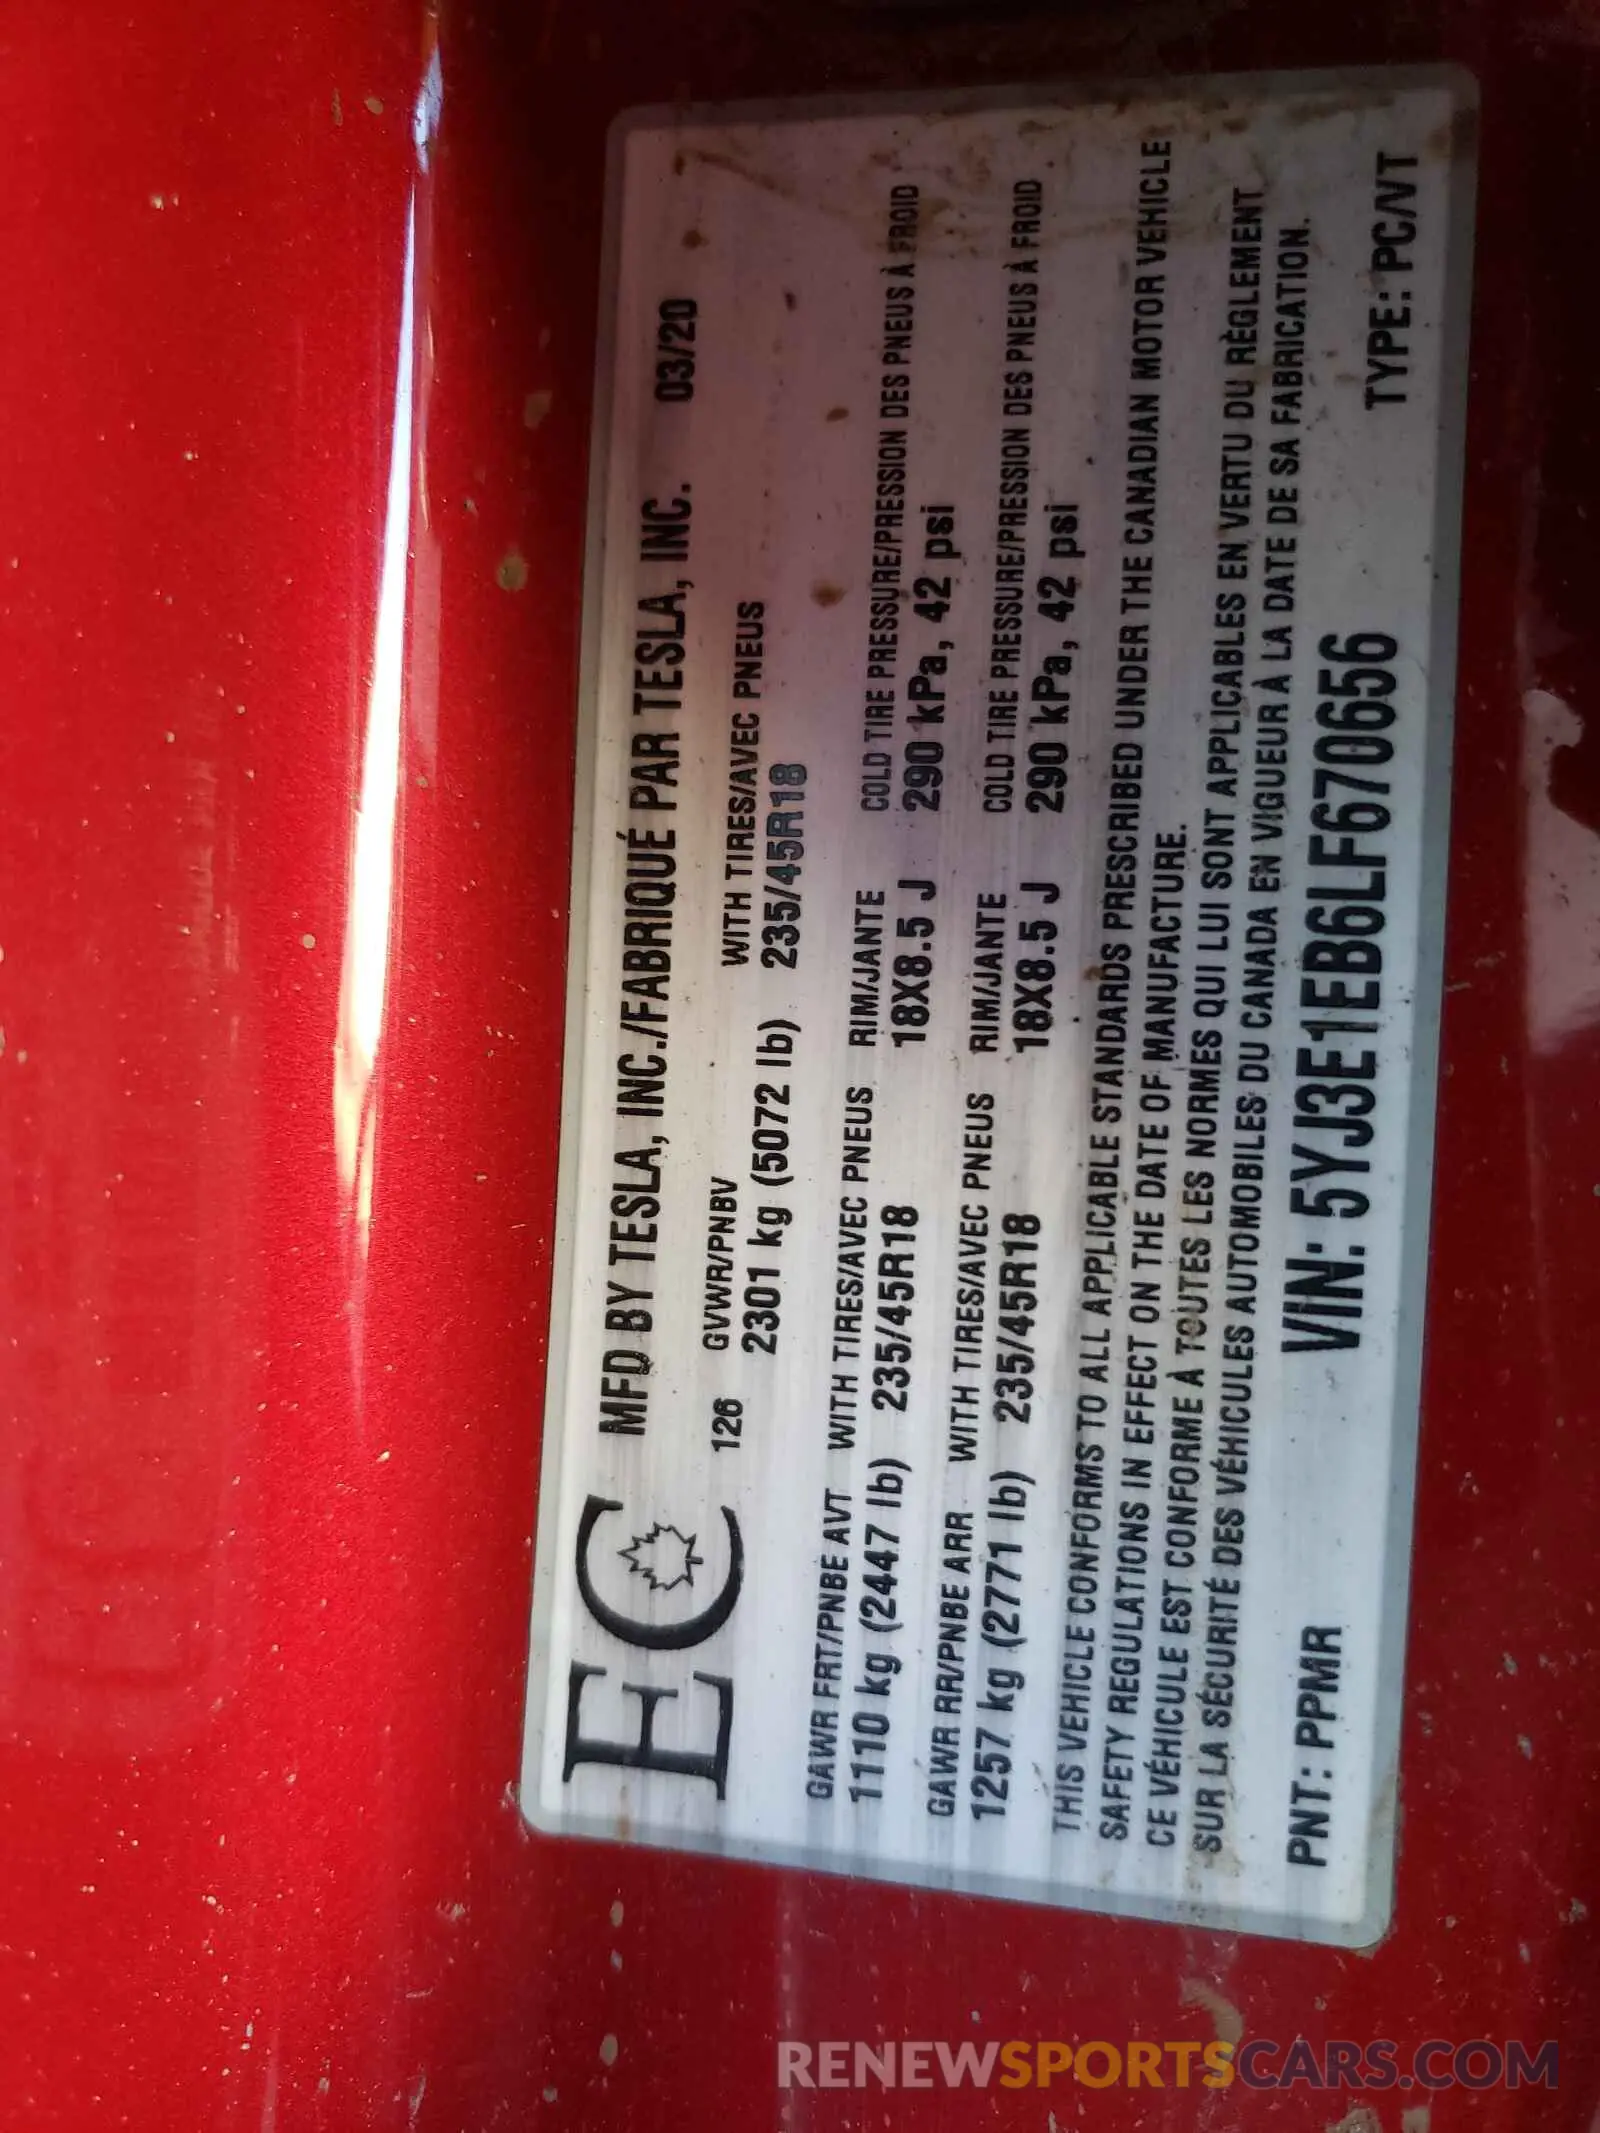 EC MFD BY TESLA, INC./FABRIQUÉ PAR TESLA, INC. 03/20
126 GVWR/PNBV WITH TIRES/AVEC PNEUS
2301 kg (5072 lb) 235/45R18
GAWR FRT/PNBE AVT WITH TIRES/AVEC PNEUS RIM/JANTE COLD TIRE PRESSURE/PRESSION DES PNEUS À FROID
1110 kg (2447 lb) 235/45R18 18X8.5 J 290 kPa, 42 psi
GAWR RR/PNBE ARR WITH TIRES/AVEC PNEUS RIM/JANTE COLD TIRE PRESSURE/PRESSION DES PNEUS À FROID
1257 kg (2771 lb) 235/45R18 18X8.5 J 290 kPa, 42 psi
THIS VEHICLE CONFORMS TO ALL APPLICABLE STANDARDS PRESCRIBED UNDER THE CANADIAN MOTOR VEHICLE
SAFETY REGULATIONS IN EFFECT ON THE DATE OF MANUFACTURE.
CE VÉHICULE EST CONFORME À TOUTES LES NORMES QUI LUI SONT APPLICABLES EN VERTU DU RÈGLEMENT
SUR LA SÉCURITÉ DES VÉHICULES AUTOMOBILES DU CANADA EN VIGUEUR À LA DATE DE SA FABRICATION.
PNT: PPMR VIN: 5YJ3E1EB6LF670656 TYPE: PC/VT
RENEWSPORTSCARS.COM